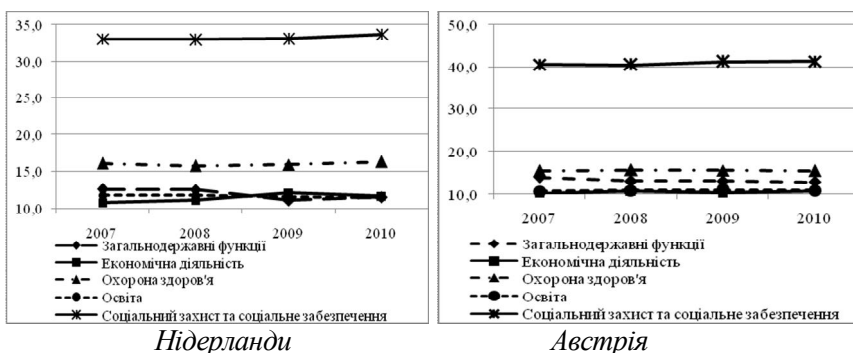 35,0
30,0
25,0
20,0
15,0
10,0
2007 2008 2009 2010
Загальнодержавні функції
Економічна діяльність
Охорона здоров'я
Освіта
Соціальний захист та соціальне забезпечення
Нідерланди
50,0
40,0
30,0
20,0
10,0
2007 2008 2009 2010
Загальнодержавні функції
Економічна діяльність
Охорона здоров'я
Освіта
Соціальний захист та соціальне забезпечення
Австрія